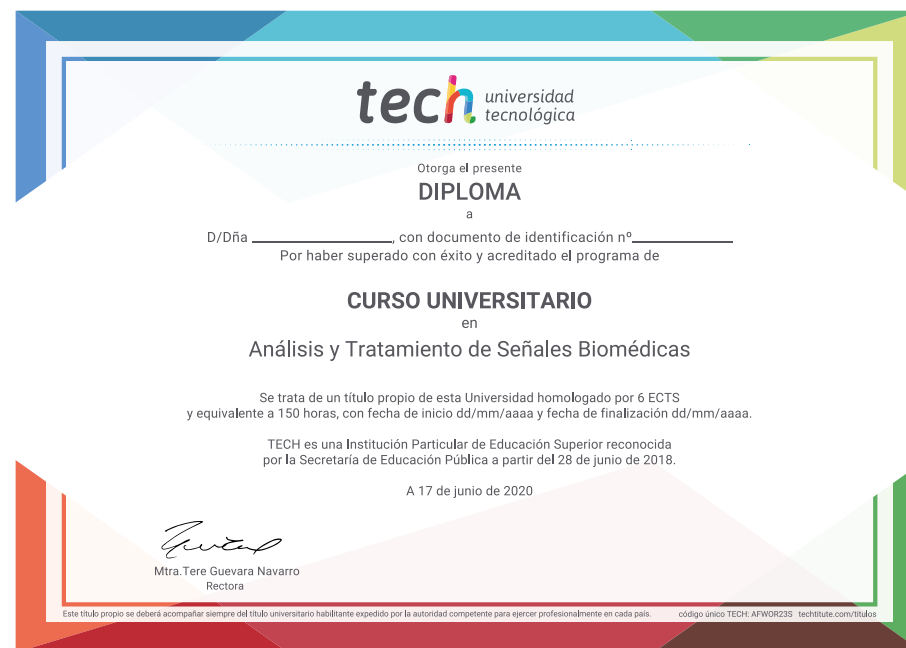 tech universidad
tecnológica
Otorga el presente
DIPLOMA
a
D/Dña ____________________, con documento de identificación nº______________
Por haber superado con éxito y acreditado el programa de
CURSO UNIVERSITARIO
en
Análisis y Tratamiento de Señales Biomédicas
Se trata de un título propio de esta Universidad homologado por 6 ECTS
y equivalente a 150 horas, con fecha de inicio dd/mm/aaaa y fecha de finalización dd/mm/aaaa.
TECH es una Institución Particular de Educación Superior reconocida
por la Secretaría de Educación Pública a partir del 28 de junio de 2018.
A 17 de junio de 2020
Mtra.Tere Guevara Navarro
Rectora
Este título propio se deberá acompañar siempre del título universitario habilitante expedido por la autoridad competente para ejercer profesionalmente en cada país. código único TECH: AFWOR23S techtitute.com/titulos